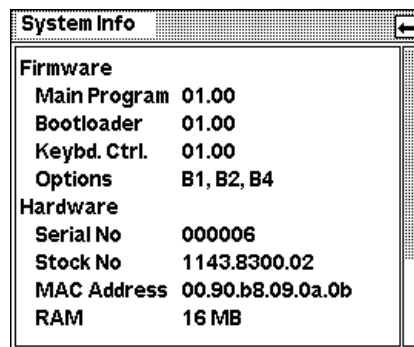 System Info
Firmware
Main Program 01.00
Bootloader 01.00
Keybd. Ctrl. 01.00
Options B1, B2, B4
Hardware
Serial No 000006
Stock No 1143.8300.02
MAC Address 00.90.b8.09.0a.0b
RAM 16 MB